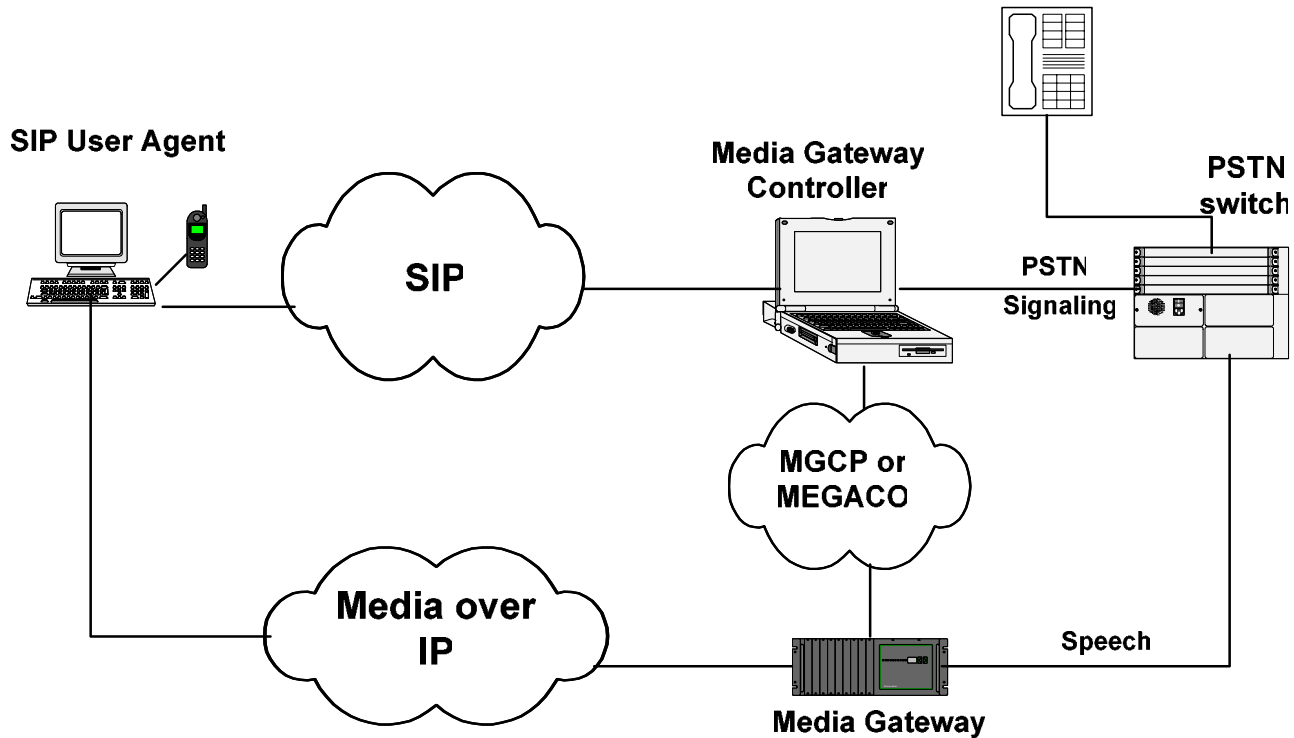 SIP User Agent
Media Gateway
Controller
PSTN
switch
SIP
PSTN
Signaling
MGCP or
MEGACO
Media over
IP
Speech
Media Gateway